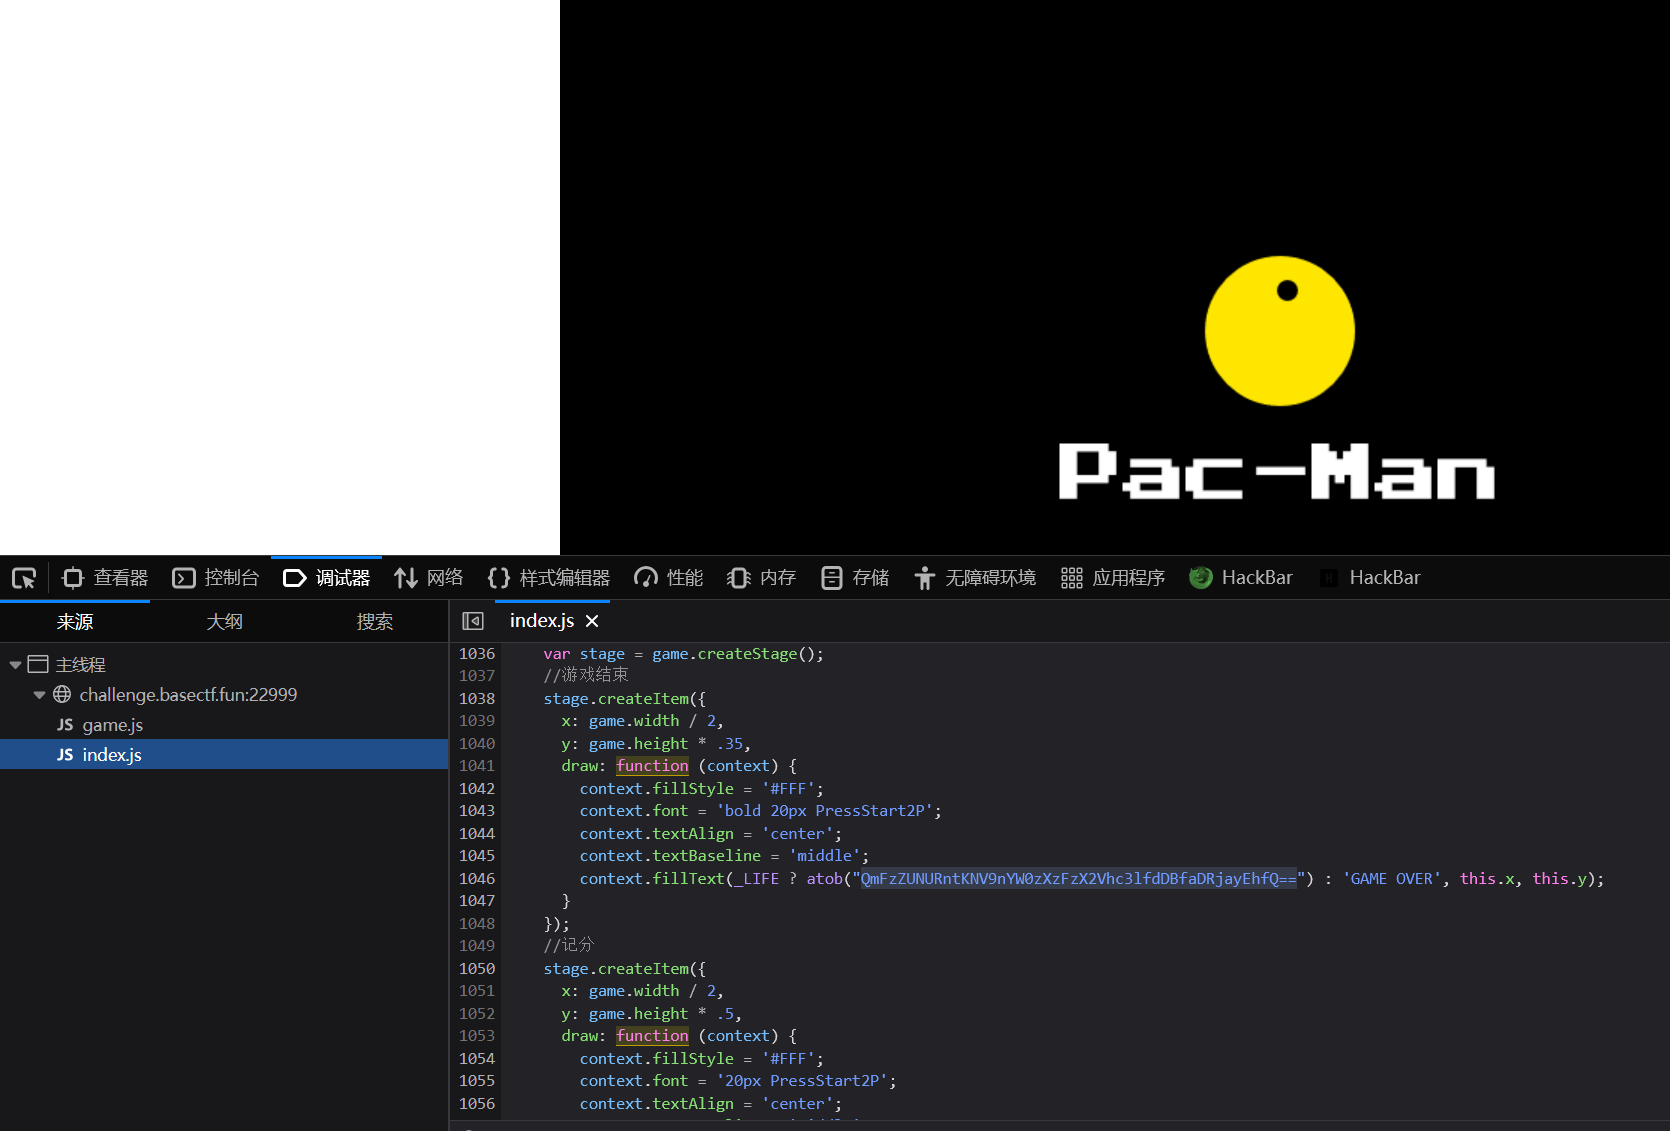 Pac-Man
查看器 控制台 调试器 网络 样式编辑器 性能 内存 存储 无障碍环境 应用程序 HackBar HackBar
来源 大纲 搜索
主线程
challenge.basectf.fun:22999
JS game.js
JS index.js
index.js
1036 var stage = game.createStage();
1037 //游戏结束
1038 stage.createItem({
1039 x: game.width / 2,
1040 y: game.height * .35,
1041 draw: function (context) {
1042 context.fillStyle = '#FFF';
1043 context.font = 'bold 20px PressStart2P';
1044 context.textAlign = 'center';
1045 context.textBaseline = 'middle';
1046 context.fillText(_LIFE ? atob("QmFzZUNURntKNV9nYW0zXzFzX2Vhc3lfdDBfaDRjayEhfQ==") : 'GAME OVER', this.x, this.y);
1047 }
1048 });
1049 //记分
1050 stage.createItem({
1051 x: game.width / 2,
1052 y: game.height * .5,
1053 draw: function (context) {
1054 context.fillStyle = '#FFF';
1055 context.font = '20px PressStart2P';
1056 context.textAlign = 'center';